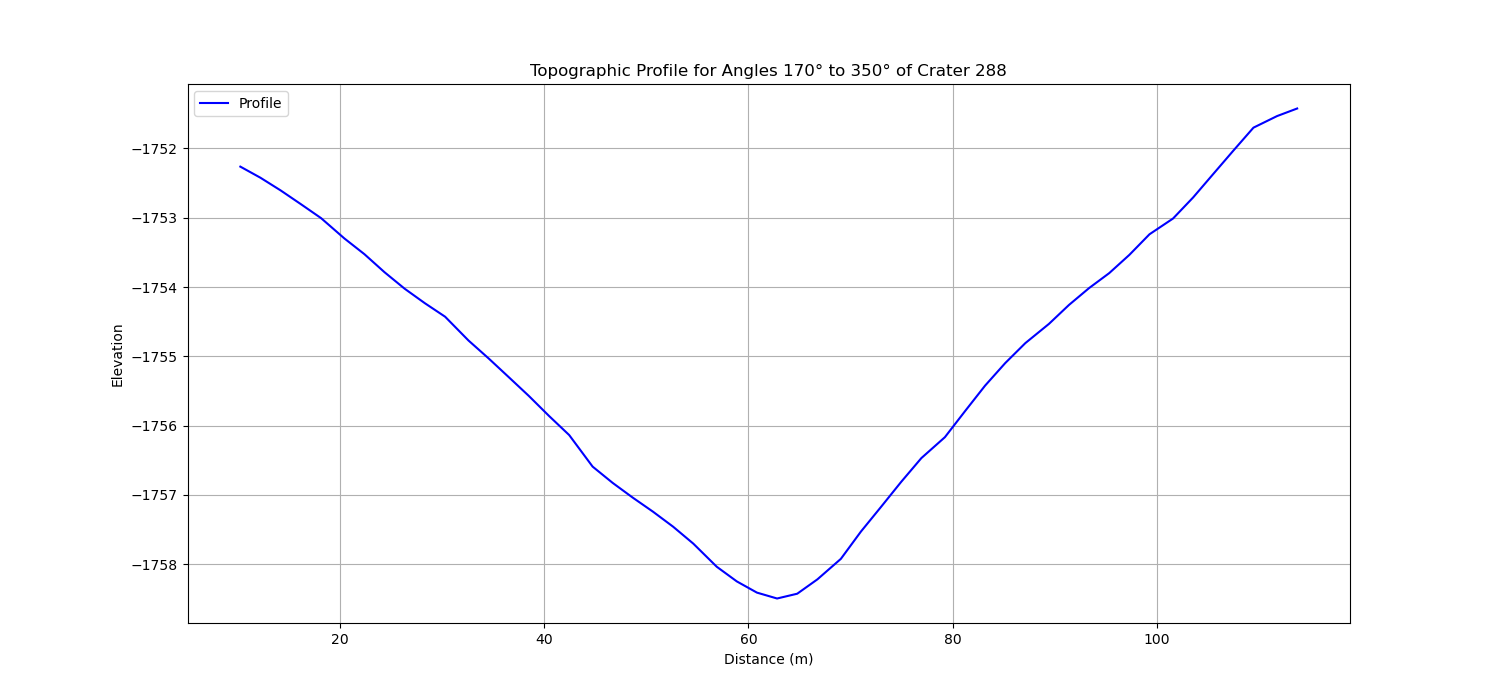 Topographic Profile for Angles 170° to 350° of Crater 288
Profile
−1752
−1753
−1754
−1755
−1756
−1757
−1758
Elevation
20 40 60 80 100
Distance (m)